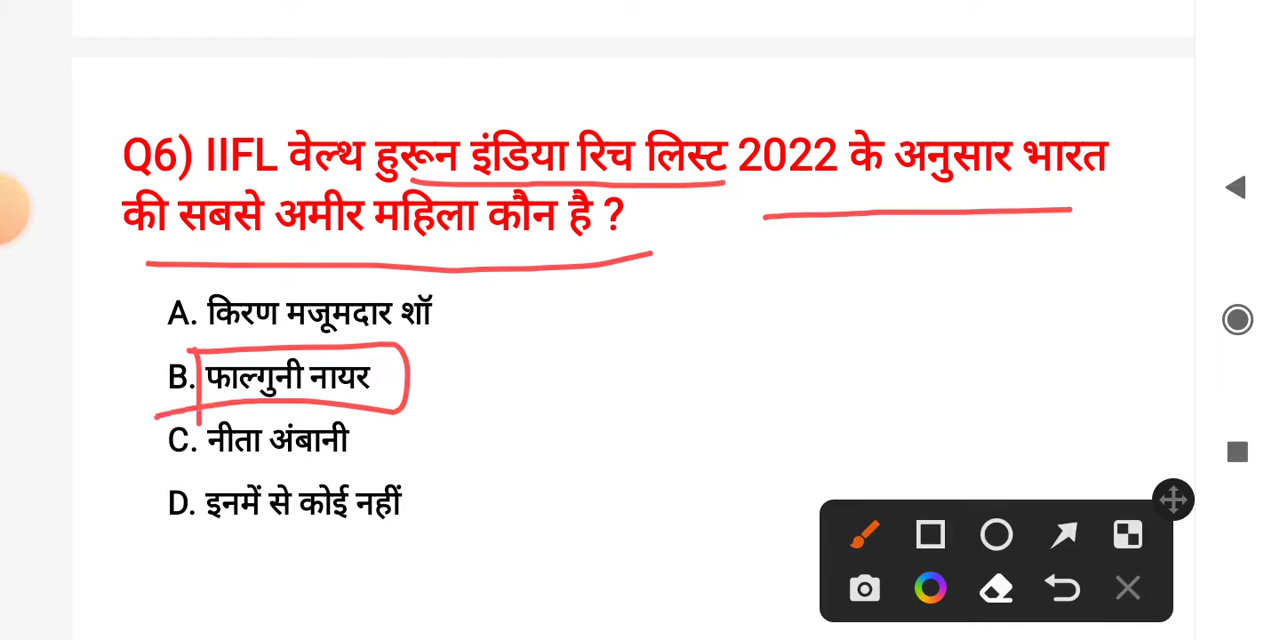 Q6) IIFL वेल्थ हुरून इंडिया रिच लिस्ट 2022 के अनुसार भारत
की सबसे अमीर महिला कौन है ?
A. किरण मजूमदार शॉ
B. फाल्गुनी नायर
C. नीता अंबानी
D. इनमें से कोई नहीं